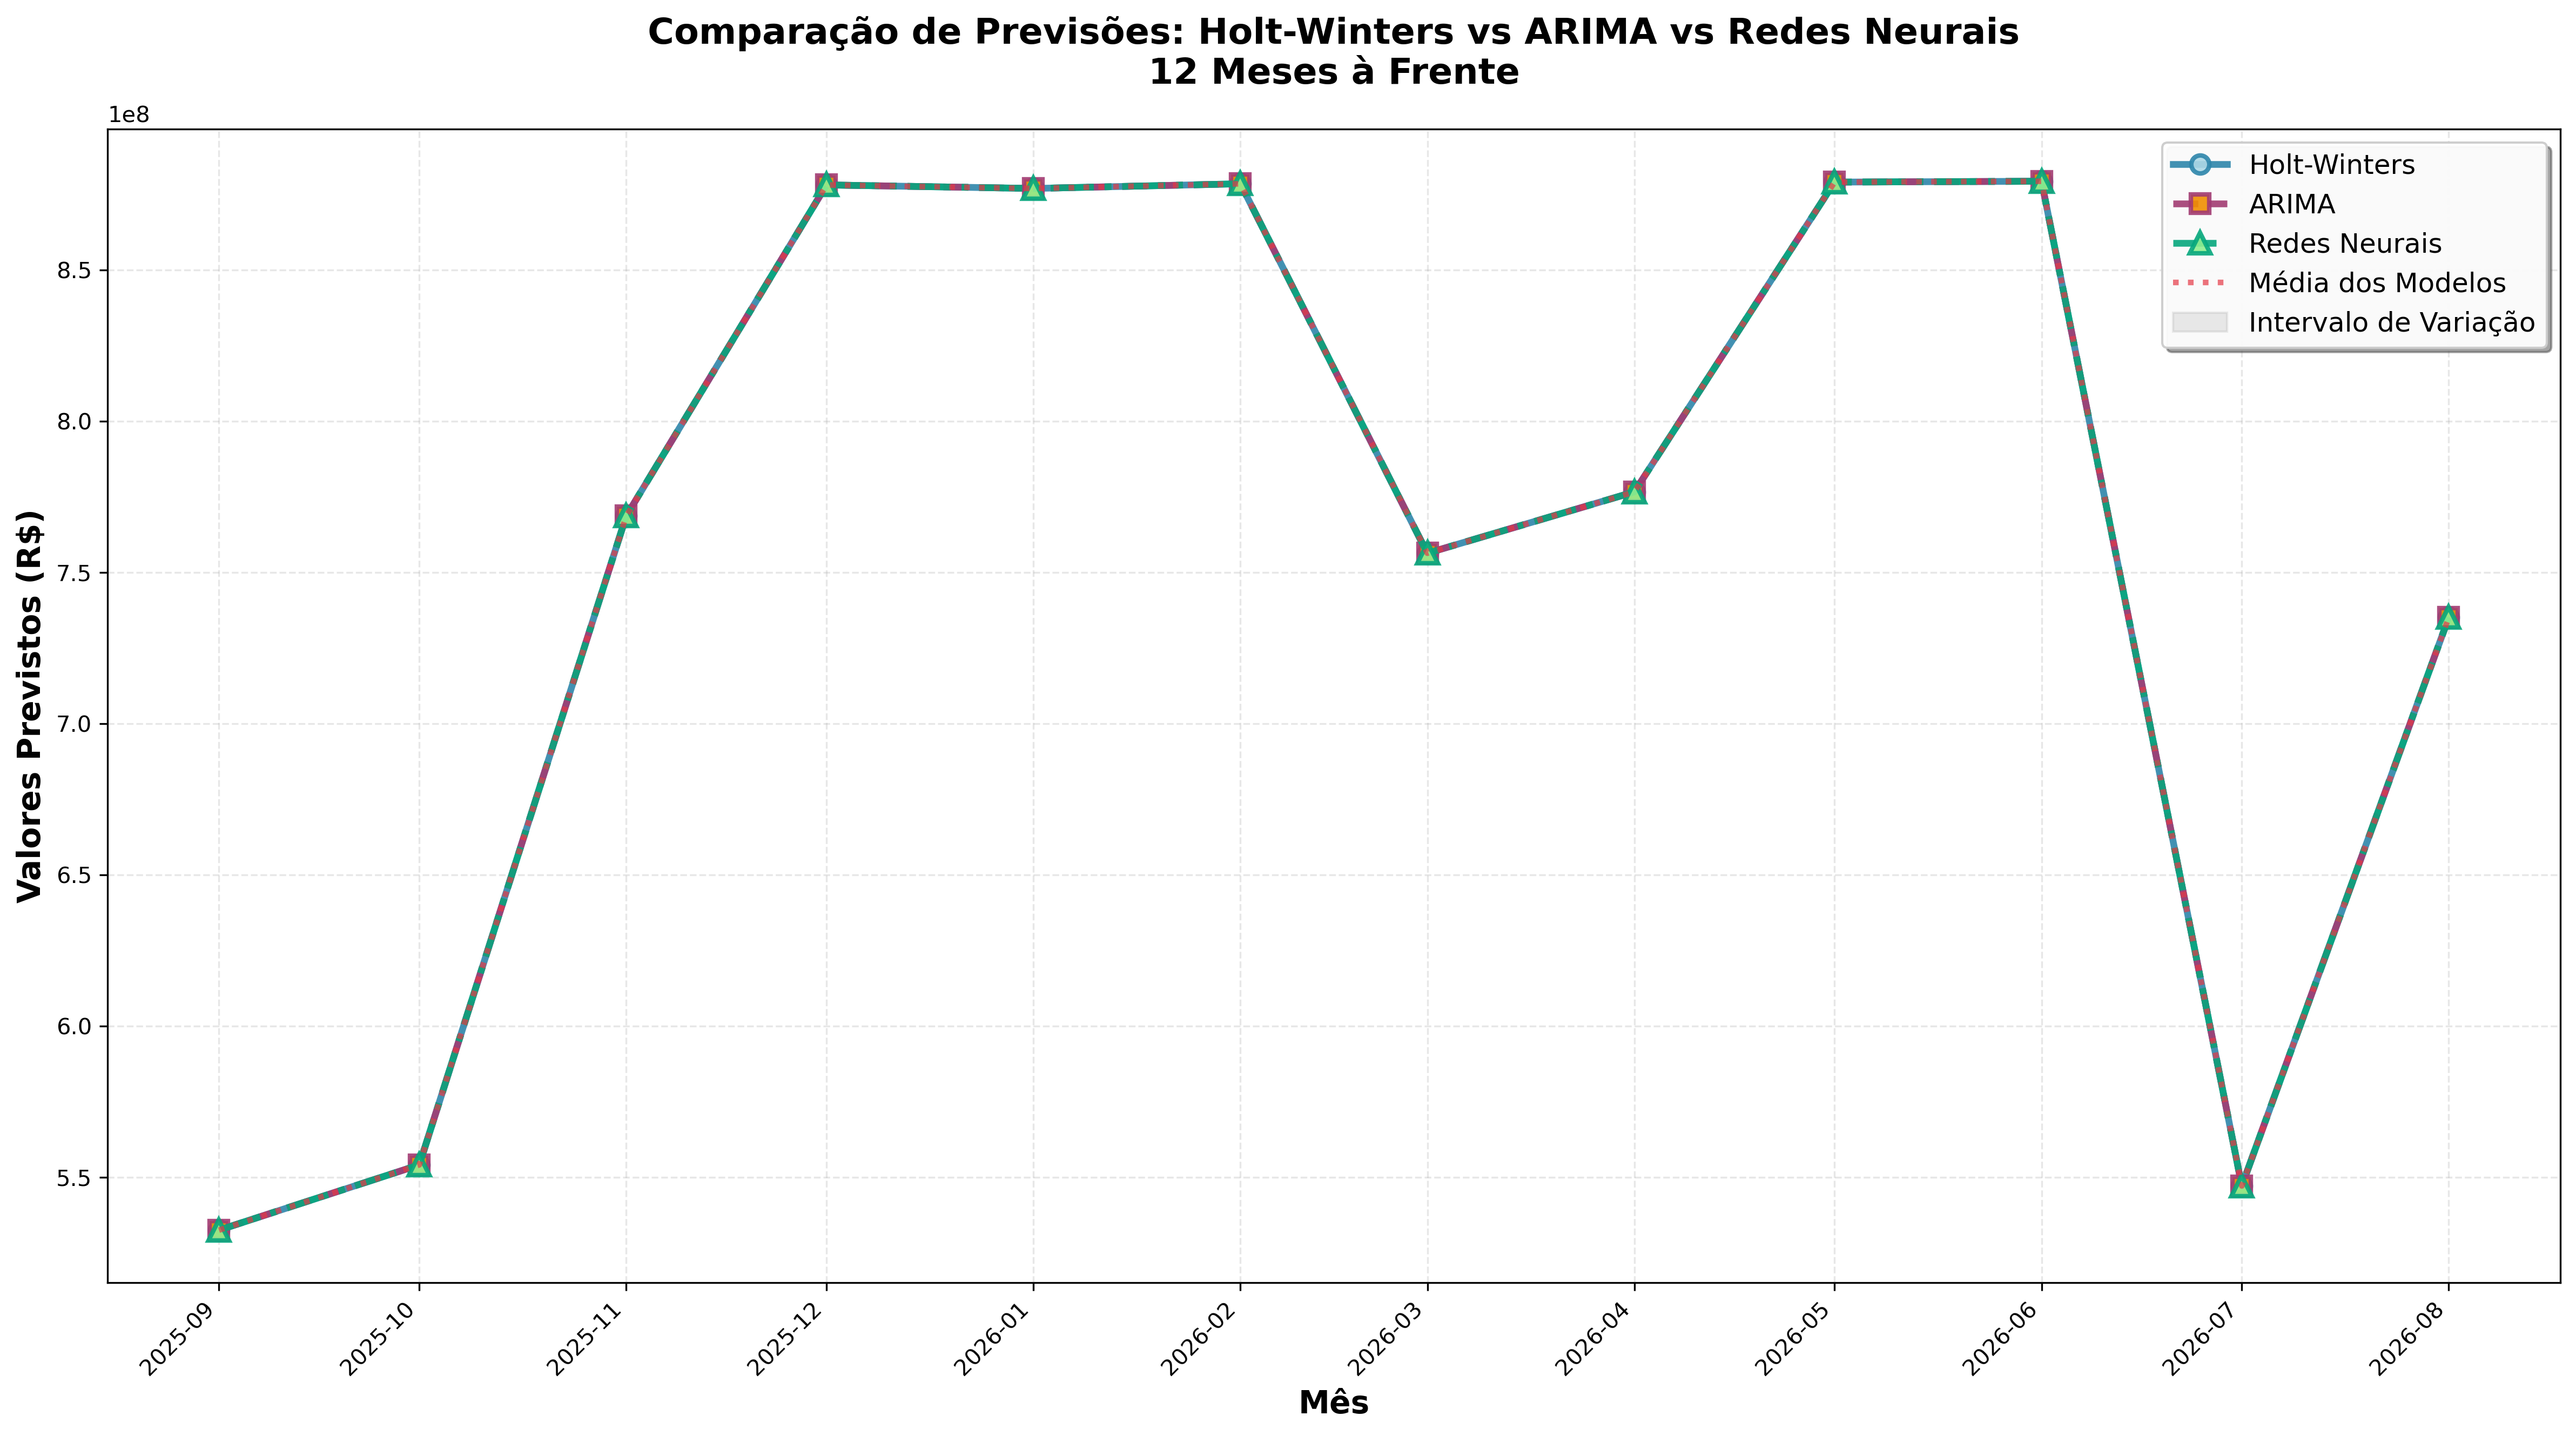 Comparação de Previsões: Holt-Winters vs ARIMA vs Redes Neurais
12 Meses à Frente
1e8
Holt-Winters
ARIMA
Redes Neurais
Média dos Modelos
Intervalo de Variação
8.5
8.0
7.5
7.0
6.5
6.0
5.5
Valores Previstos (R$)
2025-09
2025-10
2025-11
2025-12
2026-01
2026-02
2026-03
2026-04
2026-05
2026-06
2026-07
2026-08
Mês